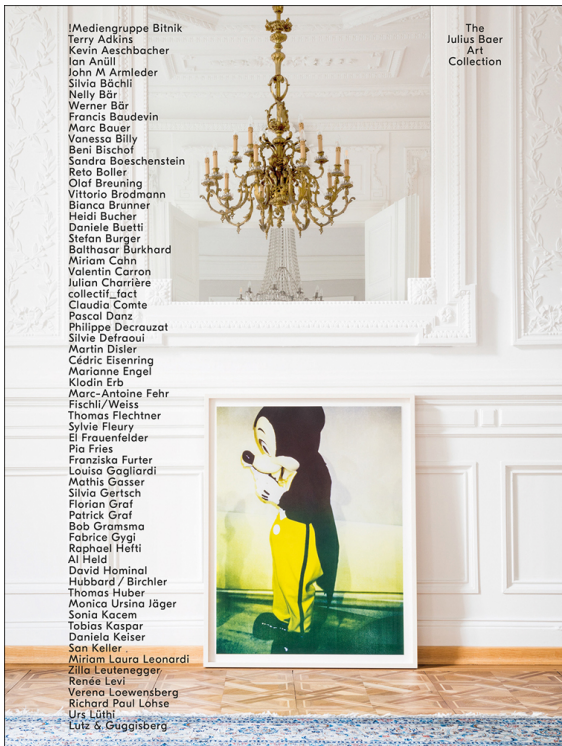 !Mediengruppe Bitnik
Terry Adkins
Kevin Aeschbacher
Ian Anüll
John M Armleder
Silvia Bächli
Nelly Bär
Werner Bär
Francis Baudevin
Marc Bauer
Vanessa Billy
Beni Bischof
Sandra Boeschenstein
Reto Boller
Olaf Breuning
Vittorio Brodmann
Bianca Brunner
Heidi Bucher
Daniele Buetti
Stefan Burger
Balthasar Burkhard
Miriam Cahn
Valentin Carron
Julian Charrière
collectif_fact
Claudia Comte
Pascal Danz
Philippe Decrauzat
Silvie Defraoui
Martin Disler
Cédric Eisenring
Marianne Engel
Klodin Erb
Marc-Antoine Fehr
Fischli/Weiss
Thomas Flechtner
Sylvie Fleury
El Frauenfelder
Pia Fries
Franziska Furter
Louisa Gagliardi
Mathis Gasser
Silvia Gertsch
Florian Graf
Patrick Graf
Bob Gramsma
Fabrice Gygi
Raphael Hefti
Al Held
David Hominal
Hubbard / Birchler
Thomas Huber
Monica Ursina Jäger
Sonia Kacem
Tobias Kaspar
Daniela Keiser
San Keller
Miriam Laura Leonardi
Zilla Leutenegger
Renée Levi
Verena Loewensberg
Richard Paul Lohse
Urs Lüthi
Lutz & Guggisberg
The
Julius Baer
Art
Collection